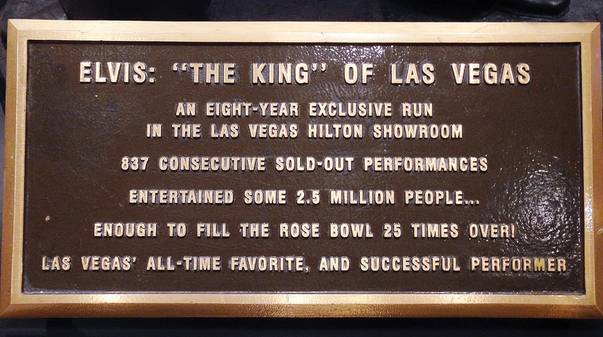 ELVIS: "THE KING" OF LAS VEGAS
AN EIGHT-YEAR EXCLUSIVE RUN
IN THE LAS VEGAS HILTON SHOWROOM
837 CONSECUTIVE SOLD-OUT PERFORMANCES
ENTERTAINED SOME 2.5 MILLION PEOPLE...
ENOUGH TO FILL THE ROSE BOWL 25 TIMES OVER!
LAS VEGAS' ALL-TIME FAVORITE, AND SUCCESSFUL PERFORMER